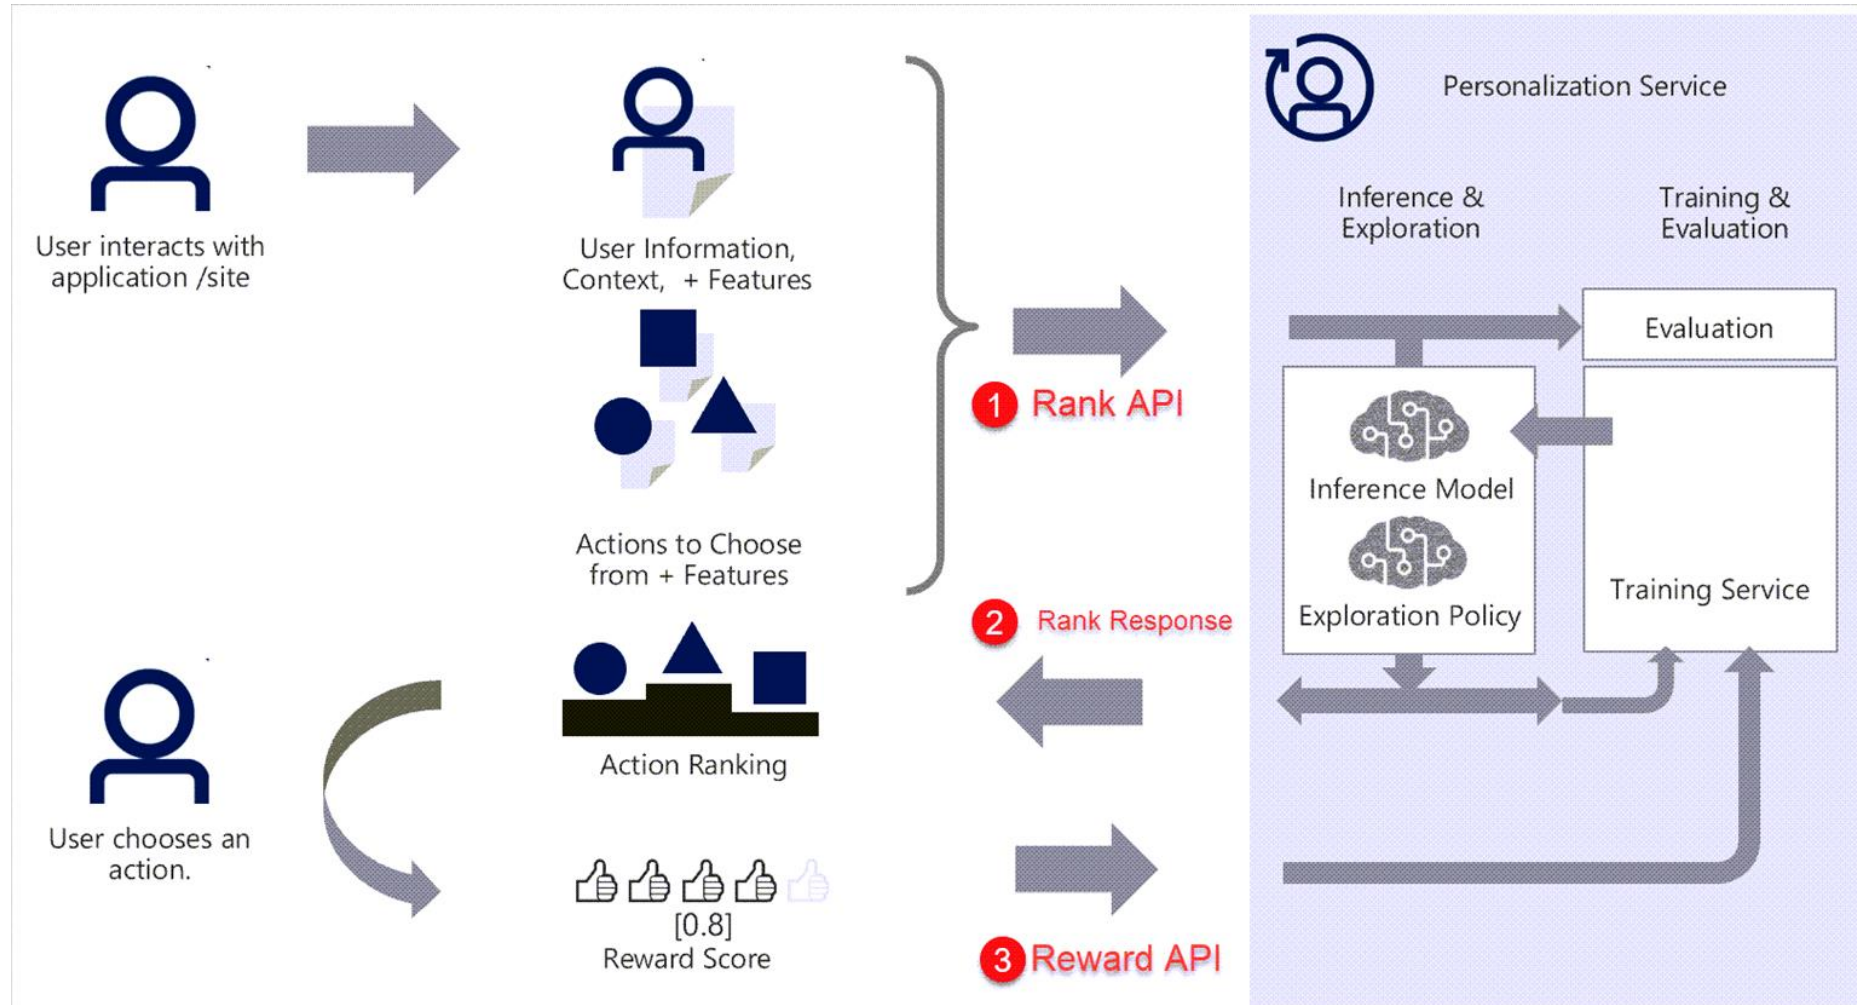 User interacts with
application /site
User Information,
Context,  + Features
Actions to Choose
from + Features
1 Rank API
Personalization Service
Inference &
Exploration
Training &
Evaluation
Evaluation
Inference Model
Exploration Policy
Training Service
2 Rank Response
Action Ranking
User chooses an
action.
[0.8]
Reward Score
3 Reward API